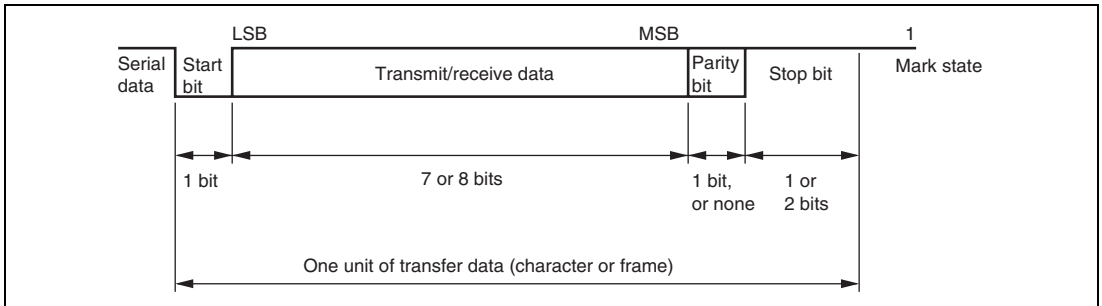 LSB MSB 1
Serial data
Start bit
Transmit/receive data
Parity bit
Stop bit
Mark state
1 bit
7 or 8 bits
1 bit, or none
1 or 2 bits
One unit of transfer data (character or frame)